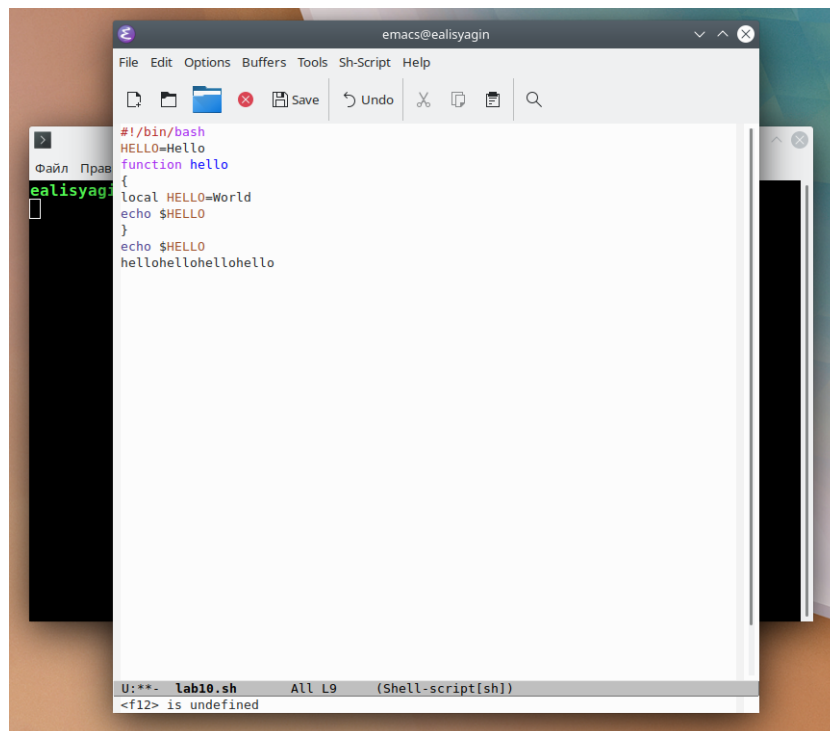 emacs@ealisyagin
File Edit Options Buffers Tools Sh-Script Help
Save Undo
Файл Прав
ealisyagi
#!/bin/bash
HELLO=Hello
function hello
{
local HELLO=World
echo $HELLO
}
echo $HELLO
hellohellohellohello
U:**- lab10.sh All L9 (Shell-script[sh])
<f12> is undefined